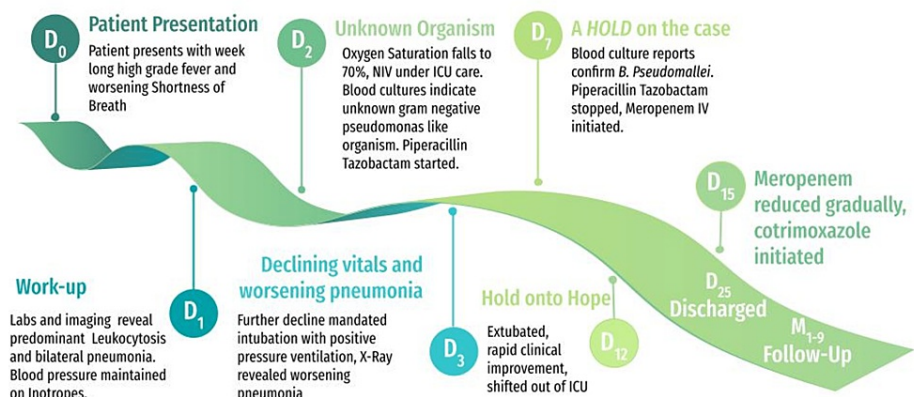 D0
Patient Presentation
Patient presents with week
long high grade fever and
worsening Shortness of
Breath
D2
Unknown Organism
Oxygen Saturation falls to
70%, NIV under ICU care.
Blood cultures indicate
unknown gram negative
pseudomonas like
organism. Piperacillin
Tazobactam started.
D7
A HOLD on the case
Blood culture reports
confirm B. Pseudomallei.
Piperacillin Tazobactam
stopped, Meropenem IV
initiated.
D15
Meropenem
reduced gradually,
cotrimoxazole
initiated
Work-up
Labs and imaging reveal
predominant Leukocytosis
and bilateral pneumonia.
Blood pressure maintained
on Inotropes.
D1
Declining vitals and
worsening pneumonia
Further decline mandated
intubation with positive
pressure ventilation, X-Ray
revealed worsening
pneumonia
D3
Hold onto Hope
Extubated,
rapid clinical
improvement,
shifted out of ICU
D12
D25
Discharged
M1-9
Follow-Up